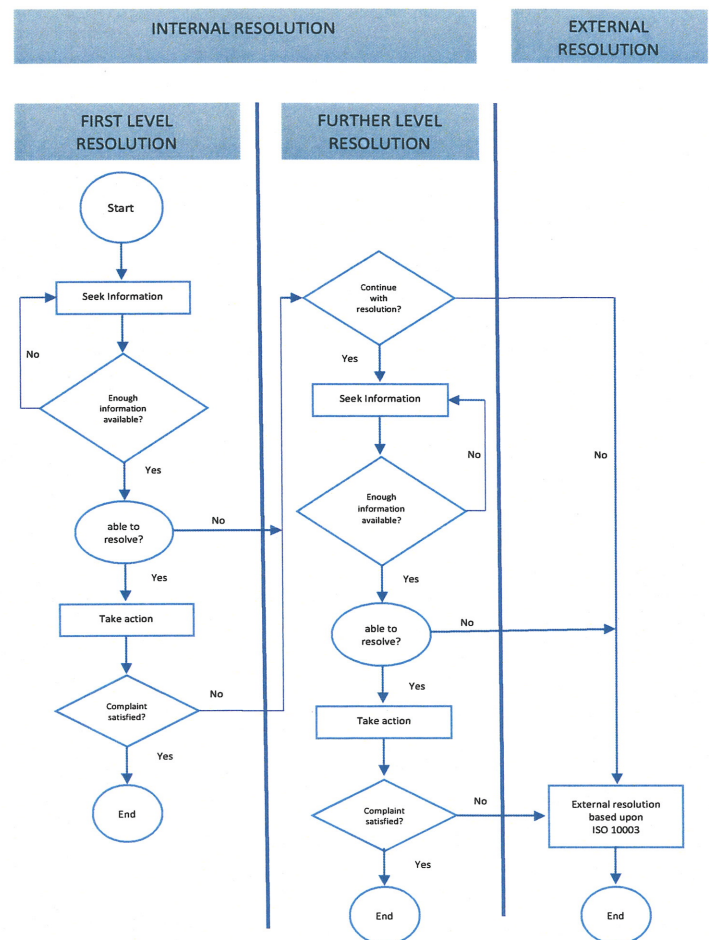 INTERNAL RESOLUTION
EXTERNAL
RESOLUTION
FIRST LEVEL
RESOLUTION
FURTHER LEVEL
RESOLUTION
Start
Seek Information
No
Enough
information
available?
Yes
able to
resolve?
No
Yes
Take action
Complaint
satisfied?
No
Yes
End
Continue
with
resolution?
Yes
Seek Information
No
Enough
information
available?
Yes
able to
resolve?
No
Yes
Take action
Complaint
satisfied?
No
Yes
End
No
External resolution
based upon
ISO 10003
End